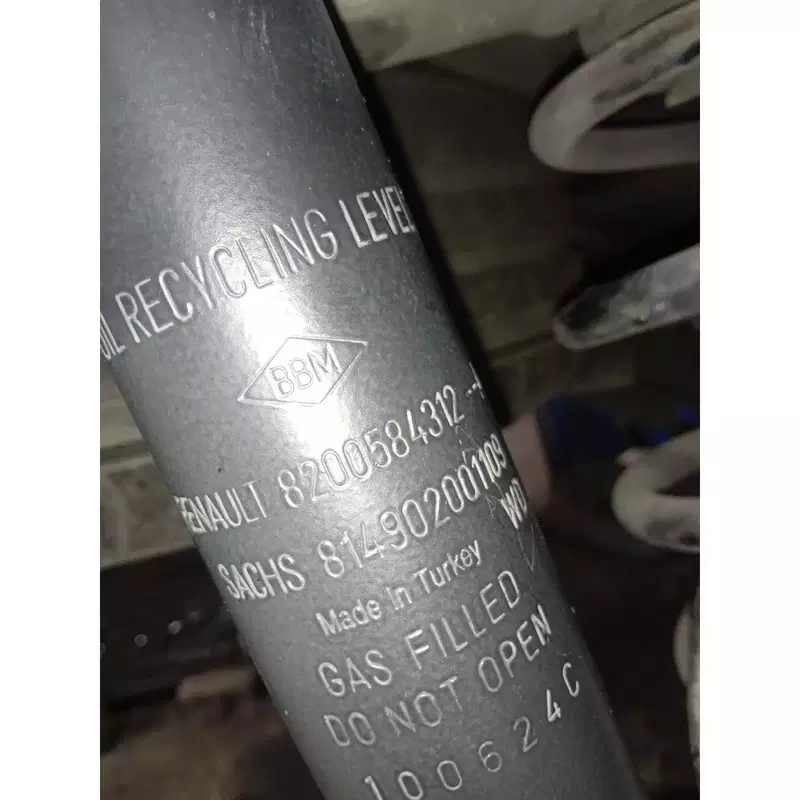 OIL RECYCLING LEVEL
BBM
RENAULT 8200584312
SACHS 814902001109
WD
Made In Turkey
GAS FILLED
DO NOT OPEN
100624C